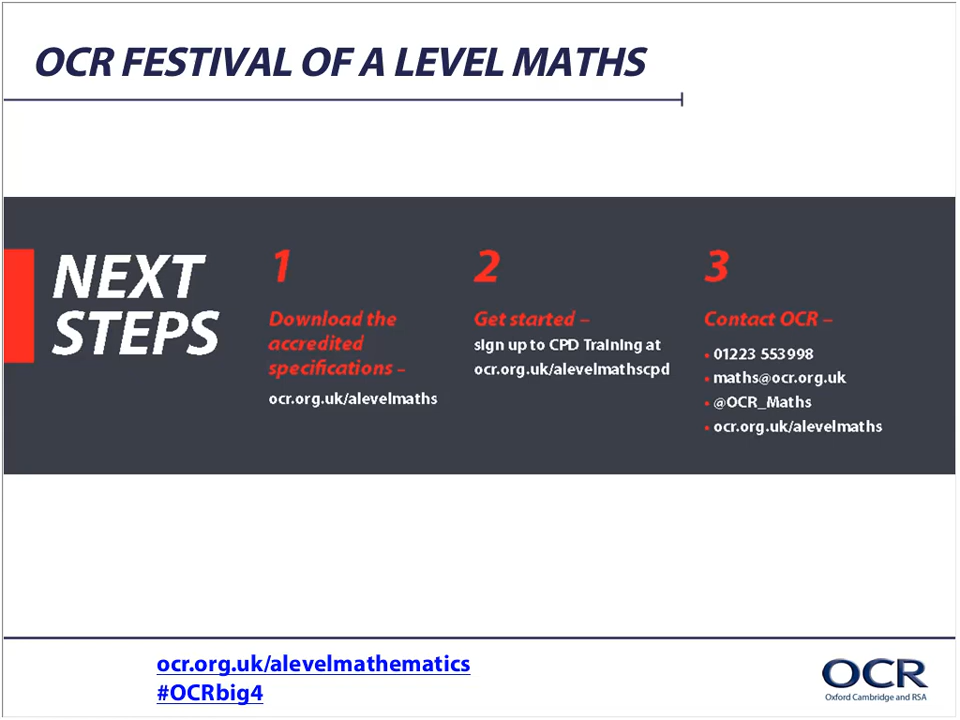 OCR FESTIVAL OF A LEVEL MATHS
NEXT
STEPS
1
Download the
accredited
specifications –
ocr.org.uk/alevelmaths
2
Get started –
sign up to CPD Training at
ocr.org.uk/alevelmathscpd
3
Contact OCR –
• 01223 553998
• maths@ocr.org.uk
• @OCR_Maths
• ocr.org.uk/alevelmaths
ocr.org.uk/alevelmathematics
#OCRbig4
OCR
Oxford Cambridge and RSA